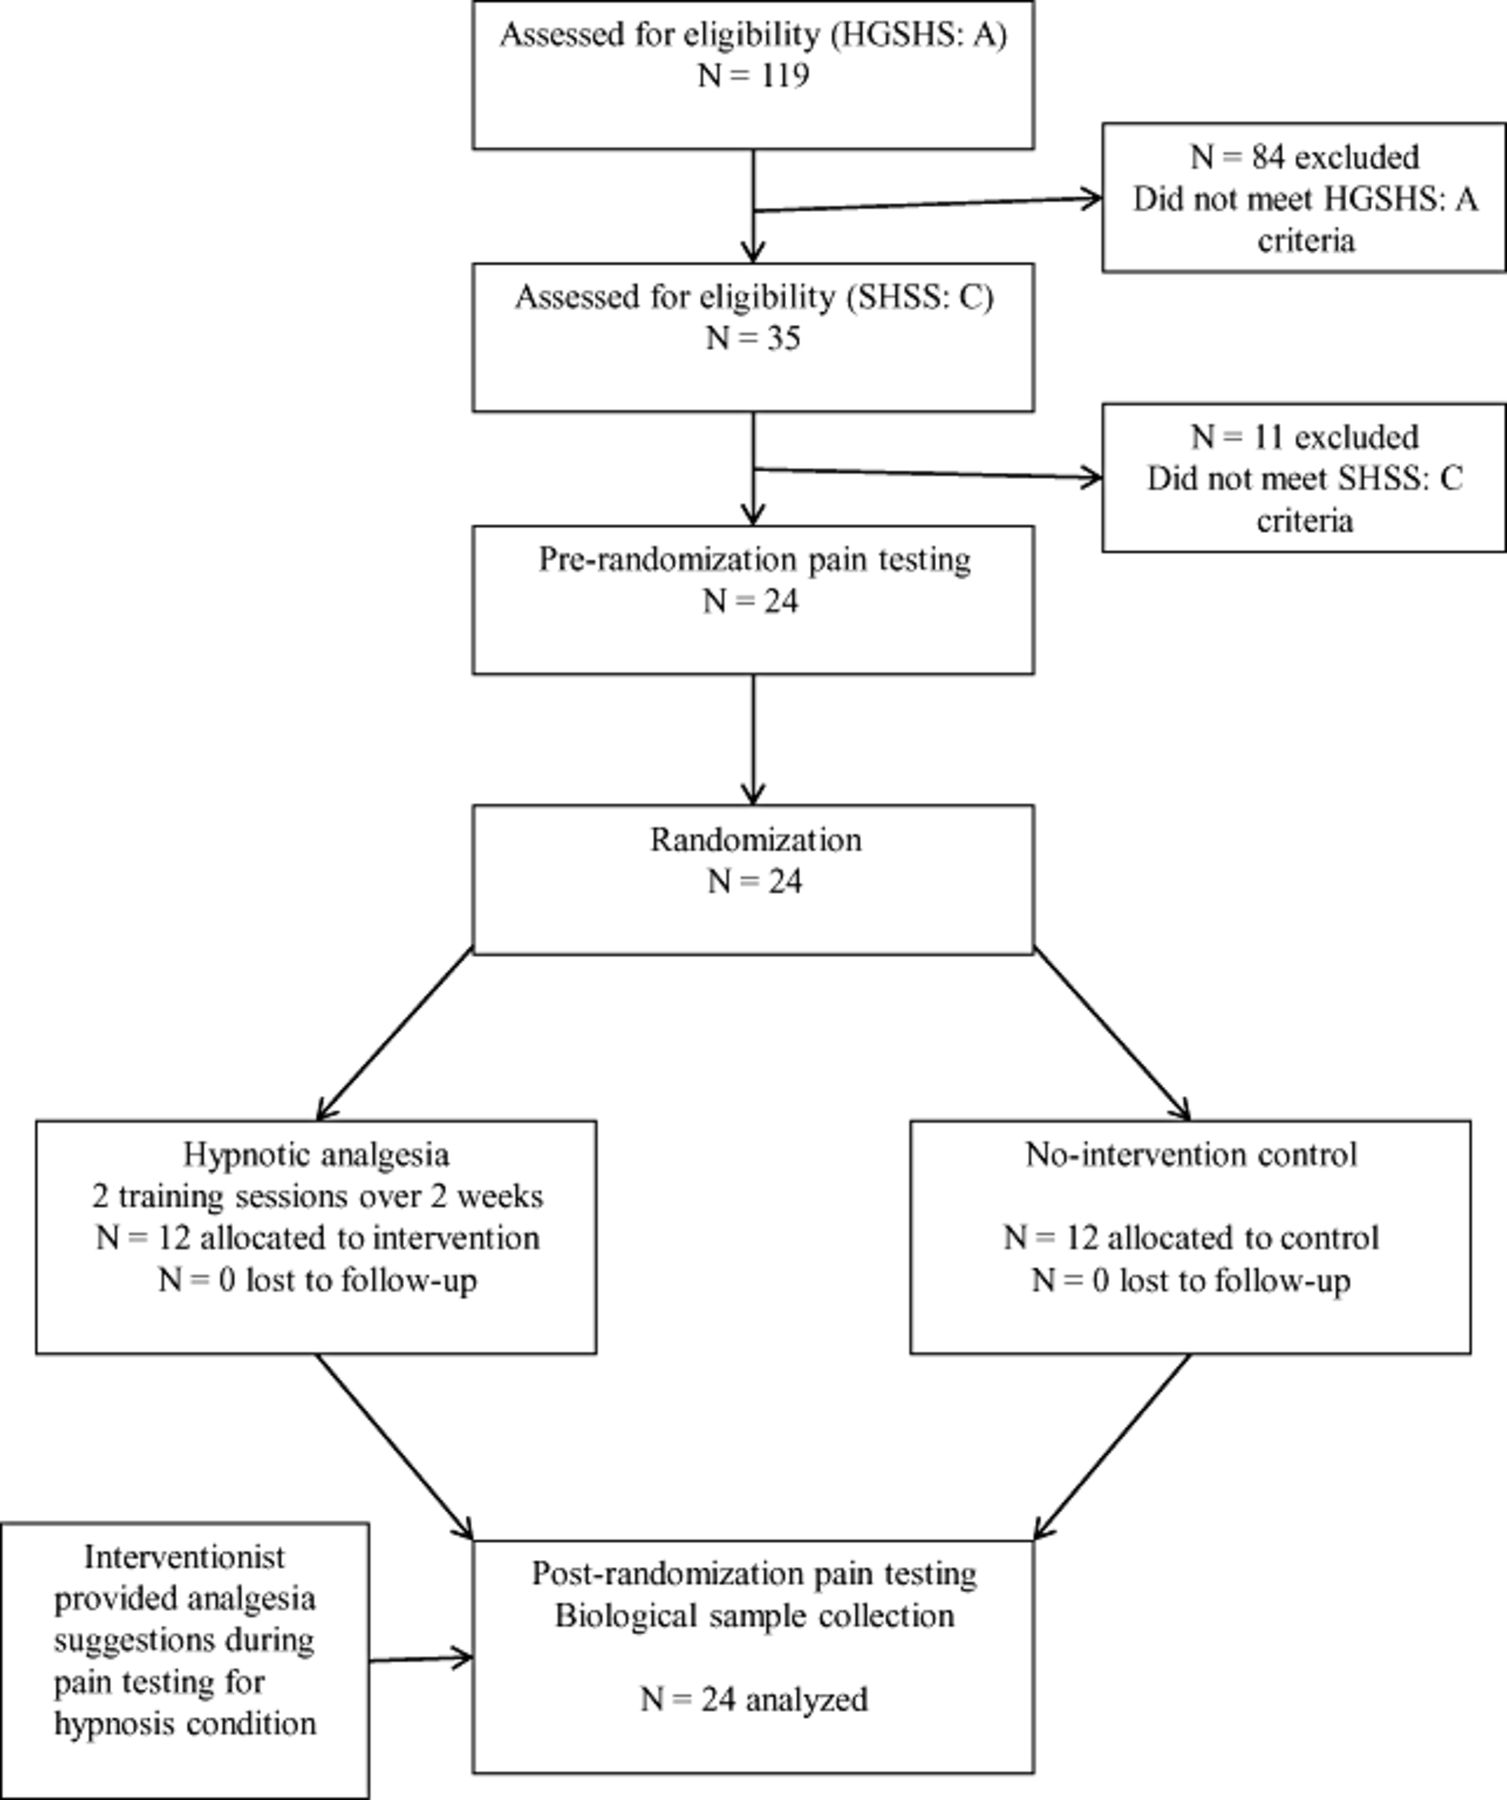 Assessed for eligibility (HGSHS: A)
N = 119
N = 84 excluded
Did not meet HGSHS: A
criteria
Assessed for eligibility (SHSS: C)
N = 35
N = 11 excluded
Did not meet SHSS: C
criteria
Pre-randomization pain testing
N = 24
Randomization
N = 24
Hypnotic analgesia
2 training sessions over 2 weeks
N = 12 allocated to intervention
N = 0 lost to follow-up
No-intervention control
N = 12 allocated to control
N = 0 lost to follow-up
Interventionist
provided analgesia
suggestions during
pain testing for
hypnosis condition
Post-randomization pain testing
Biological sample collection
N = 24 analyzed